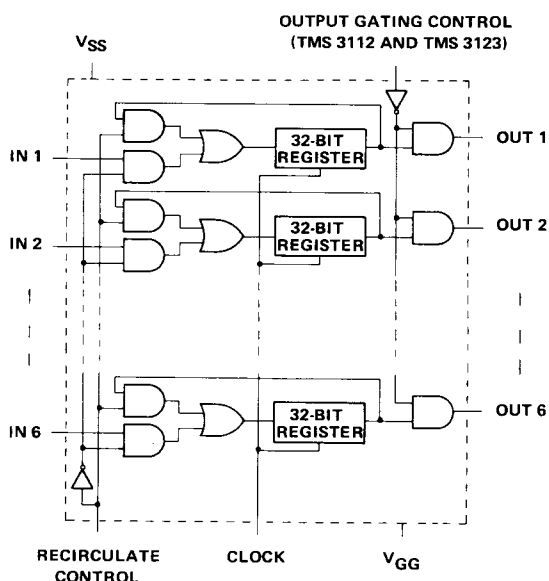 OUTPUT GATING CONTROL
(TMS 3112 AND TMS 3123)
VSS
IN 1
32-BIT
REGISTER
OUT 1
IN 2
32-BIT
REGISTER
OUT 2
IN 6
32-BIT
REGISTER
OUT 6
RECIRCULATE
CONTROL
CLOCK
VGG